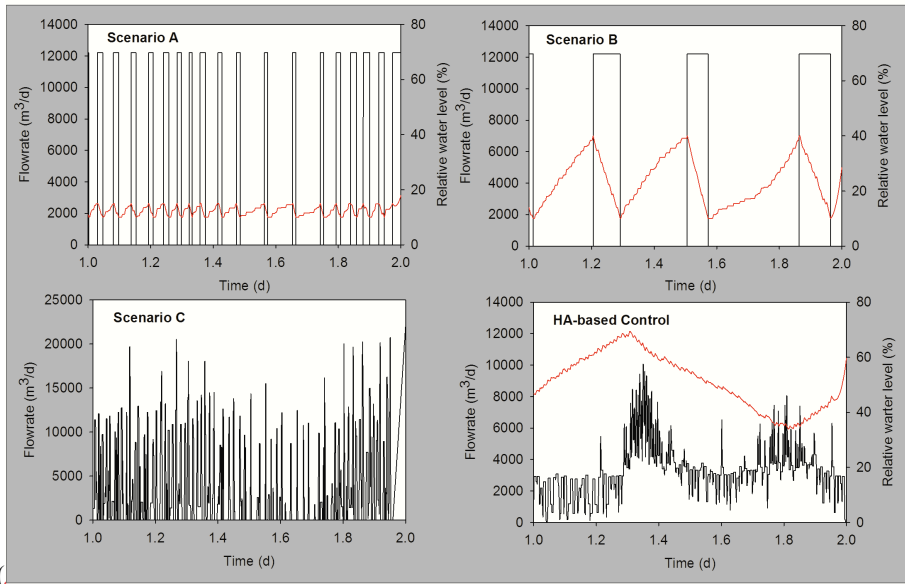 Scenario A
14000
12000
10000
8000
6000
4000
2000
0
Flowrate (m3/d)
80
60
40
20
0
Relative water level (%)
1.0 1.2 1.4 1.6 1.8 2.0
Time (d)
Scenario B
14000
12000
10000
8000
6000
4000
2000
0
Flowrate (m3/d)
80
60
40
20
0
Relative water level (%)
1.0 1.2 1.4 1.6 1.8 2.0
Time (d)
Scenario C
25000
20000
15000
10000
5000
0
Flowrate (m3/d)
1.0 1.2 1.4 1.6 1.8 2.0
Time (d)
HA-based Control
14000
12000
10000
8000
6000
4000
2000
0
Flowrate (m3/d)
80
60
40
20
0
Relative warter level (%)
1.0 1.2 1.4 1.6 1.8 2.0
Time (d)